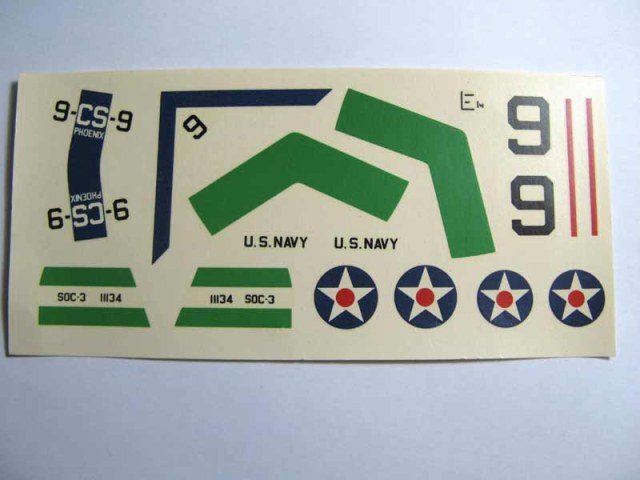 9-CS-9
PHOENIX
9
E
9
9
PHOENIX
9-CS-9
U.S.NAVY
U.S.NAVY
SOC-3 11134
11134 SOC-3